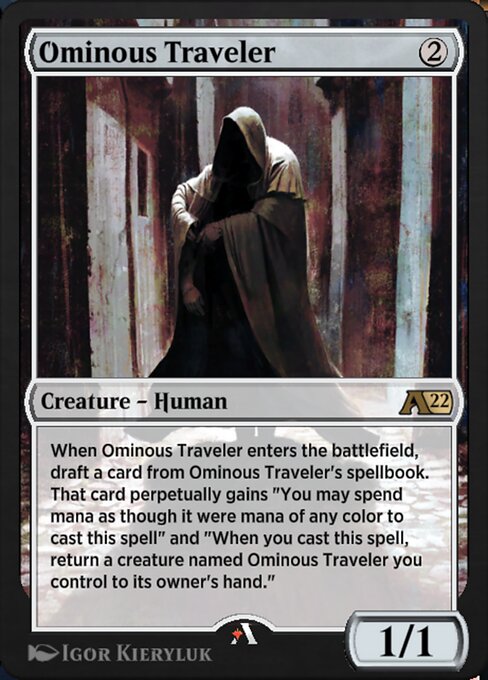 Ominous Traveler
2
Creature – Human
A22
When Ominous Traveler enters the battlefield,
draft a card from Ominous Traveler's spellbook.
That card perpetually gains "You may spend
mana as though it were mana of any color to
cast this spell" and "When you cast this spell,
return a creature named Ominous Traveler you
control to its owner's hand."
1/1
Igor Kieryluk